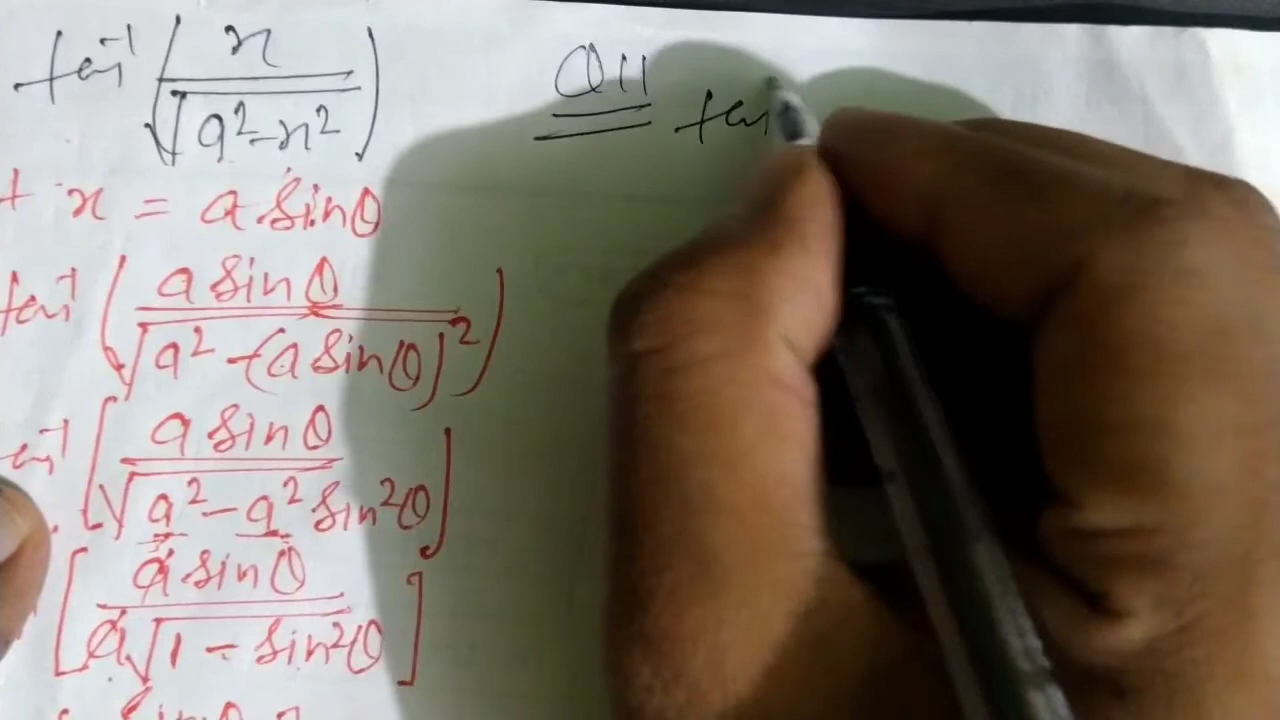 tan⁻¹ (x / √(a²-x²))
t x = a sinθ
tan⁻¹ (a sinθ / √(a² - (a sinθ)²))
an⁻¹ [a sinθ / √(a² - a² sin²θ)]
[a sinθ / a√(1 - sin²θ)]
Q11 tan